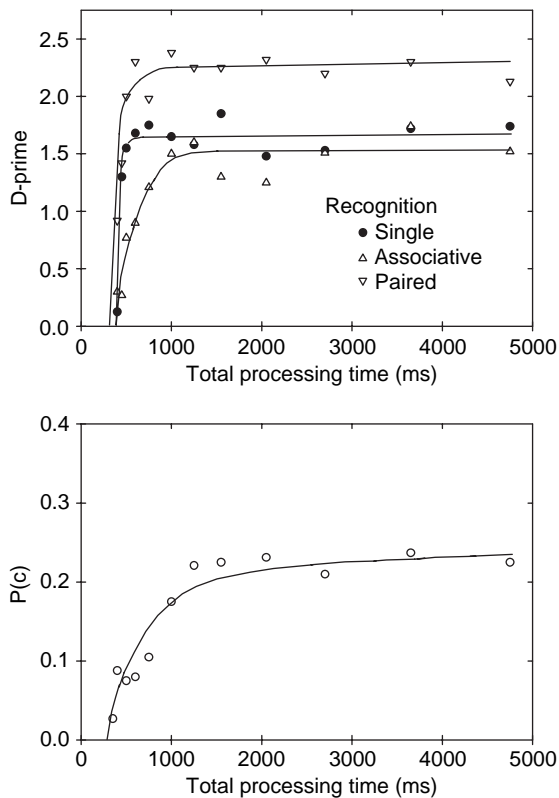 2.5
2.0
1.5
1.0
0.5
0.0
D-prime
Recognition
Single
Associative
Paired
0 1000 2000 3000 4000 5000
Total processing time (ms)
0.4
0.3
0.2
0.1
0.0
P(c)
0 1000 2000 3000 4000 5000
Total processing time (ms)